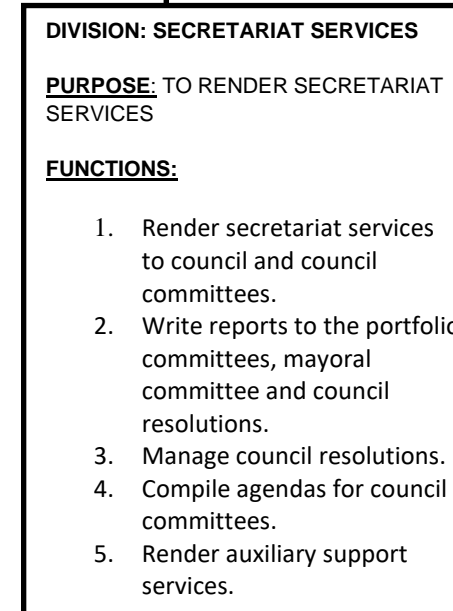 DIVISION: SECRETARIAT SERVICES
PURPOSE: TO RENDER SECRETARIAT
SERVICES
FUNCTIONS:
1. Render secretariat services
to council and council
committees.
2. Write reports to the portfolio
committees, mayoral
committee and council
resolutions.
3. Manage council resolutions.
4. Compile agendas for council
committees.
5. Render auxiliary support
services.